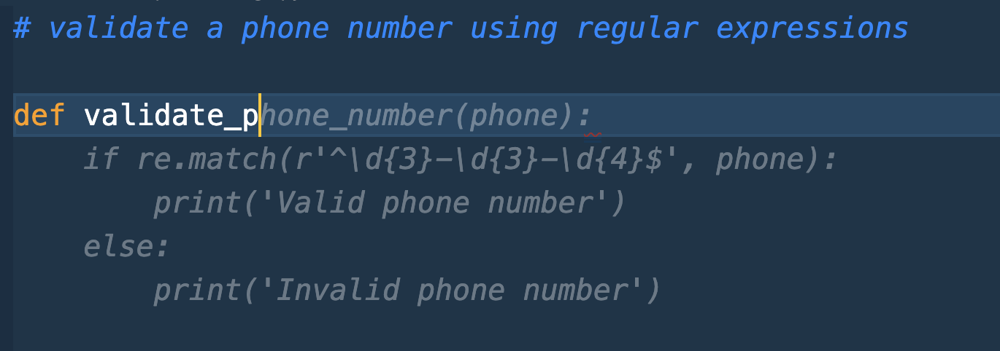 # validate a phone number using regular expressions
def validate_phone_number(phone):
if re.match(r'^\d{3}-\d{3}-\d{4}$', phone):
print('Valid phone number')
else:
print('Invalid phone number')